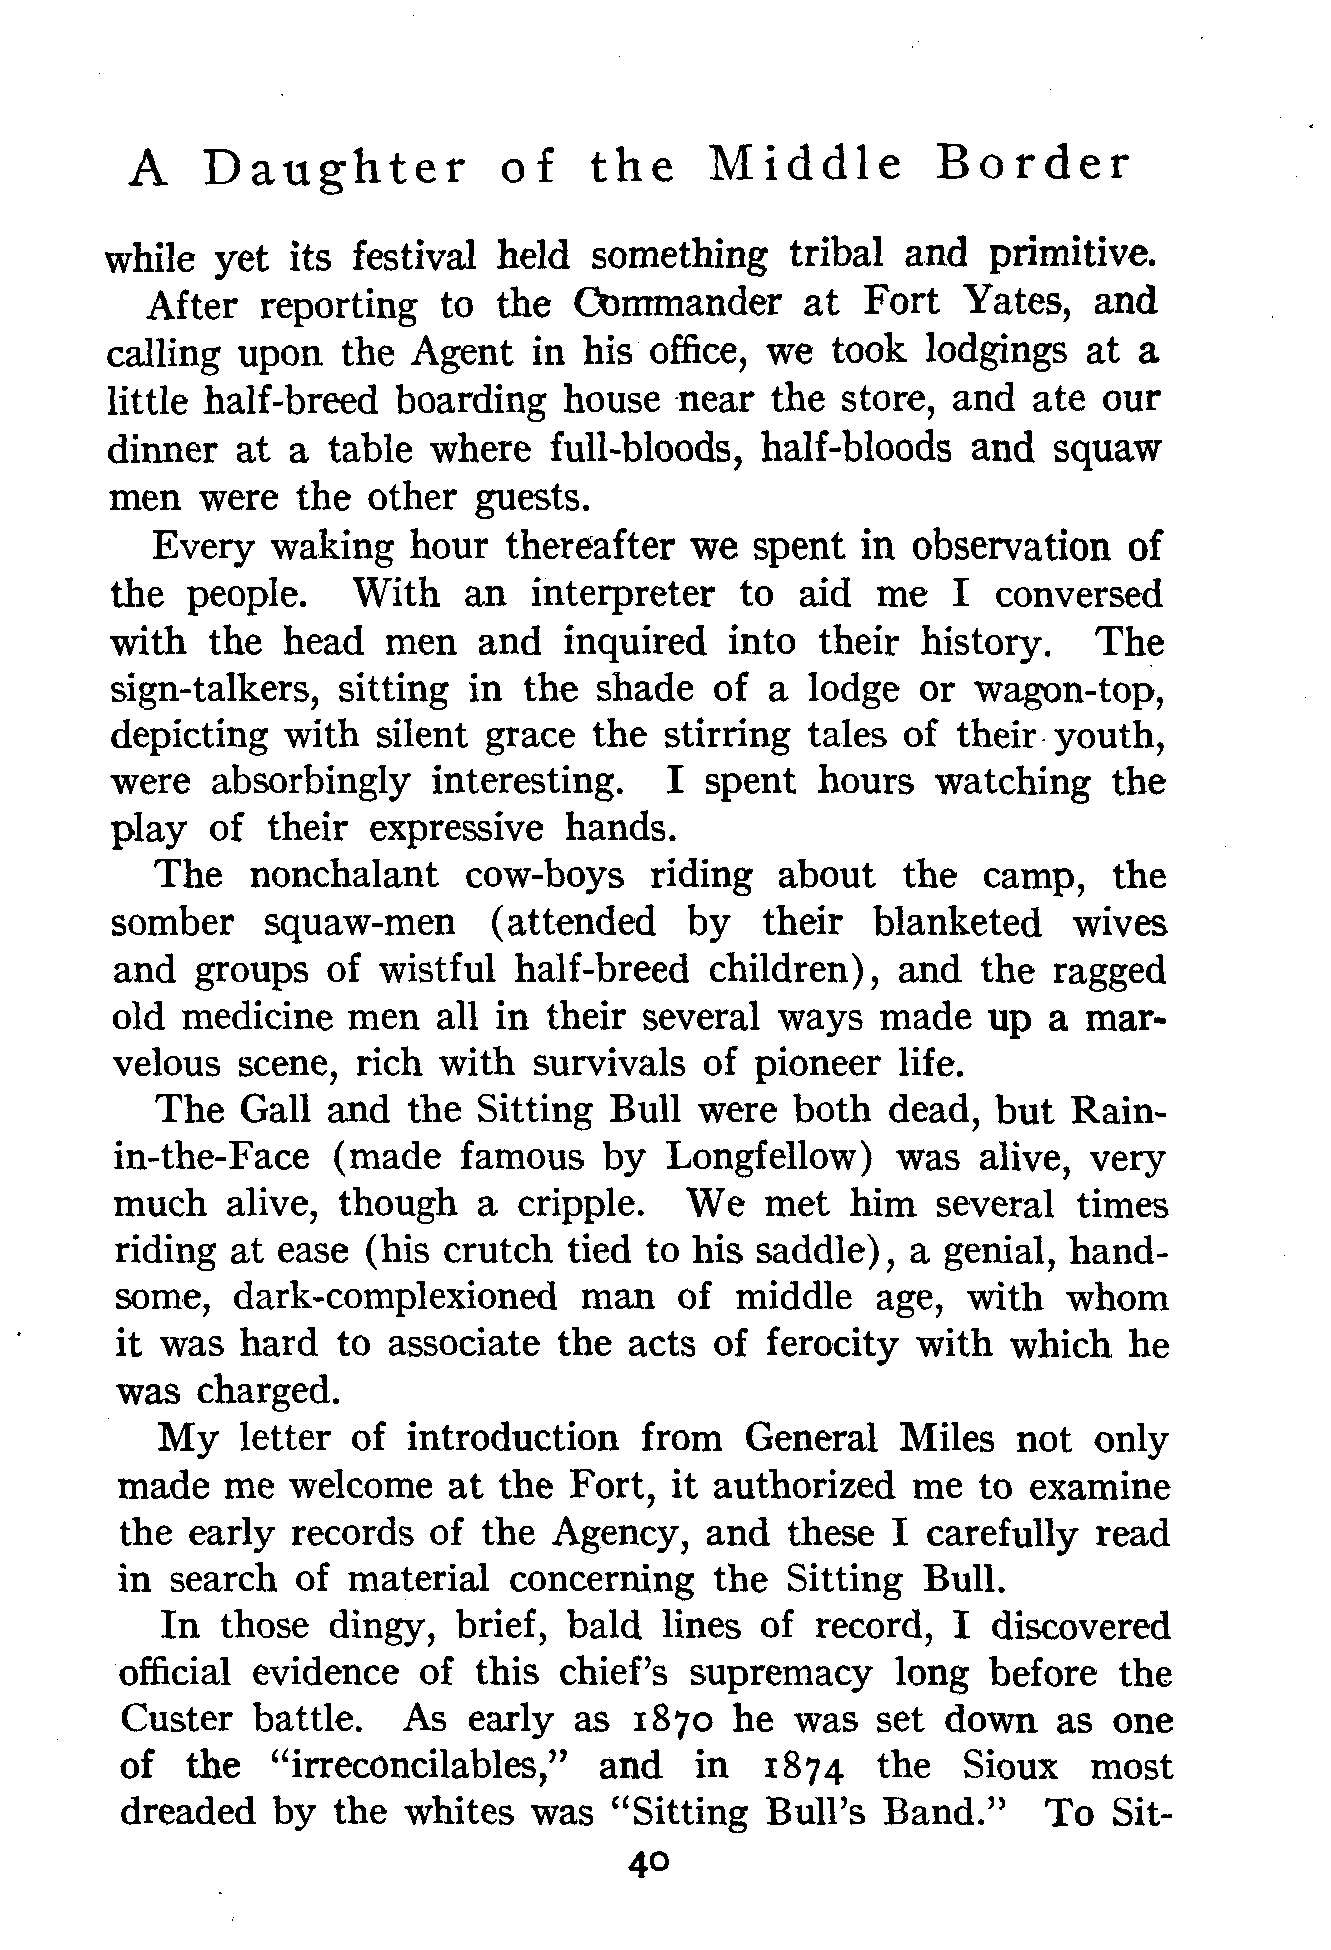 A Daughter of the Middle Border
while yet its festival held something tribal and primitive.
After reporting to the Commander at Fort Yates, and
calling upon the Agent in his office, we took lodgings at a
little half-breed boarding house near the store, and ate our
dinner at a table where full-bloods, half-bloods and squaw
men were the other guests.
Every waking hour thereafter we spent in observation of
the people. With an interpreter to aid me I conversed
with the head men and inquired into their history. The
sign-talkers, sitting in the shade of a lodge or wagon-top,
depicting with silent grace the stirring tales of their youth,
were absorbingly interesting. I spent hours watching the
play of their expressive hands.
The nonchalant cow-boys riding about the camp, the
somber squaw-men (attended by their blanketed wives
and groups of wistful half-breed children), and the ragged
old medicine men all in their several ways made up a mar-
velous scene, rich with survivals of pioneer life.
The Gall and the Sitting Bull were both dead, but Rain-
in-the-Face (made famous by Longfellow) was alive, very
much alive, though a cripple. We met him several times
riding at ease (his crutch tied to his saddle), a genial, hand-
some, dark-complexioned man of middle age, with whom
it was hard to associate the acts of ferocity with which he
was charged.
My letter of introduction from General Miles not only
made me welcome at the Fort, it authorized me to examine
the early records of the Agency, and these I carefully read
in search of material concerning the Sitting Bull.
In those dingy, brief, bald lines of record, I discovered
official evidence of this chief's supremacy long before the
Custer battle. As early as 1870 he was set down as one
of the "irreconcilables," and in 1874 the Sioux most
dreaded by the whites was "Sitting Bull's Band." To Sit-
40